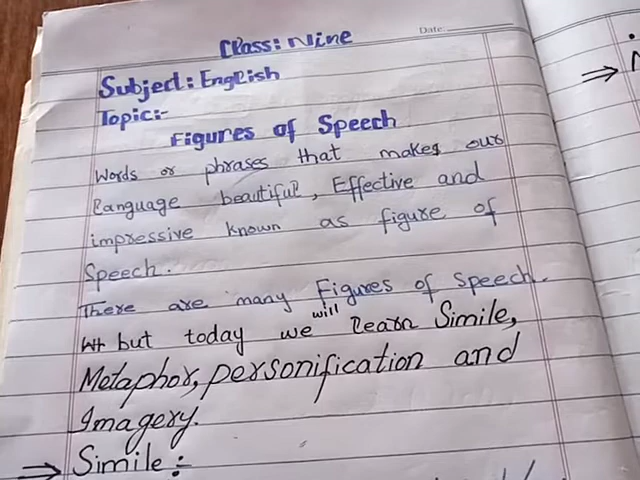 Class: Nine
Date:
Subject: English
Topic:-
Figures of Speech
Words or phrases that makes our
language beautiful, Effective and
impressive known as figure of
Speech.
There are many Figures of speech.
but today we will learn Simile,
Metaphor, personification and
Imagery.
⇒ Simile:-
⇒